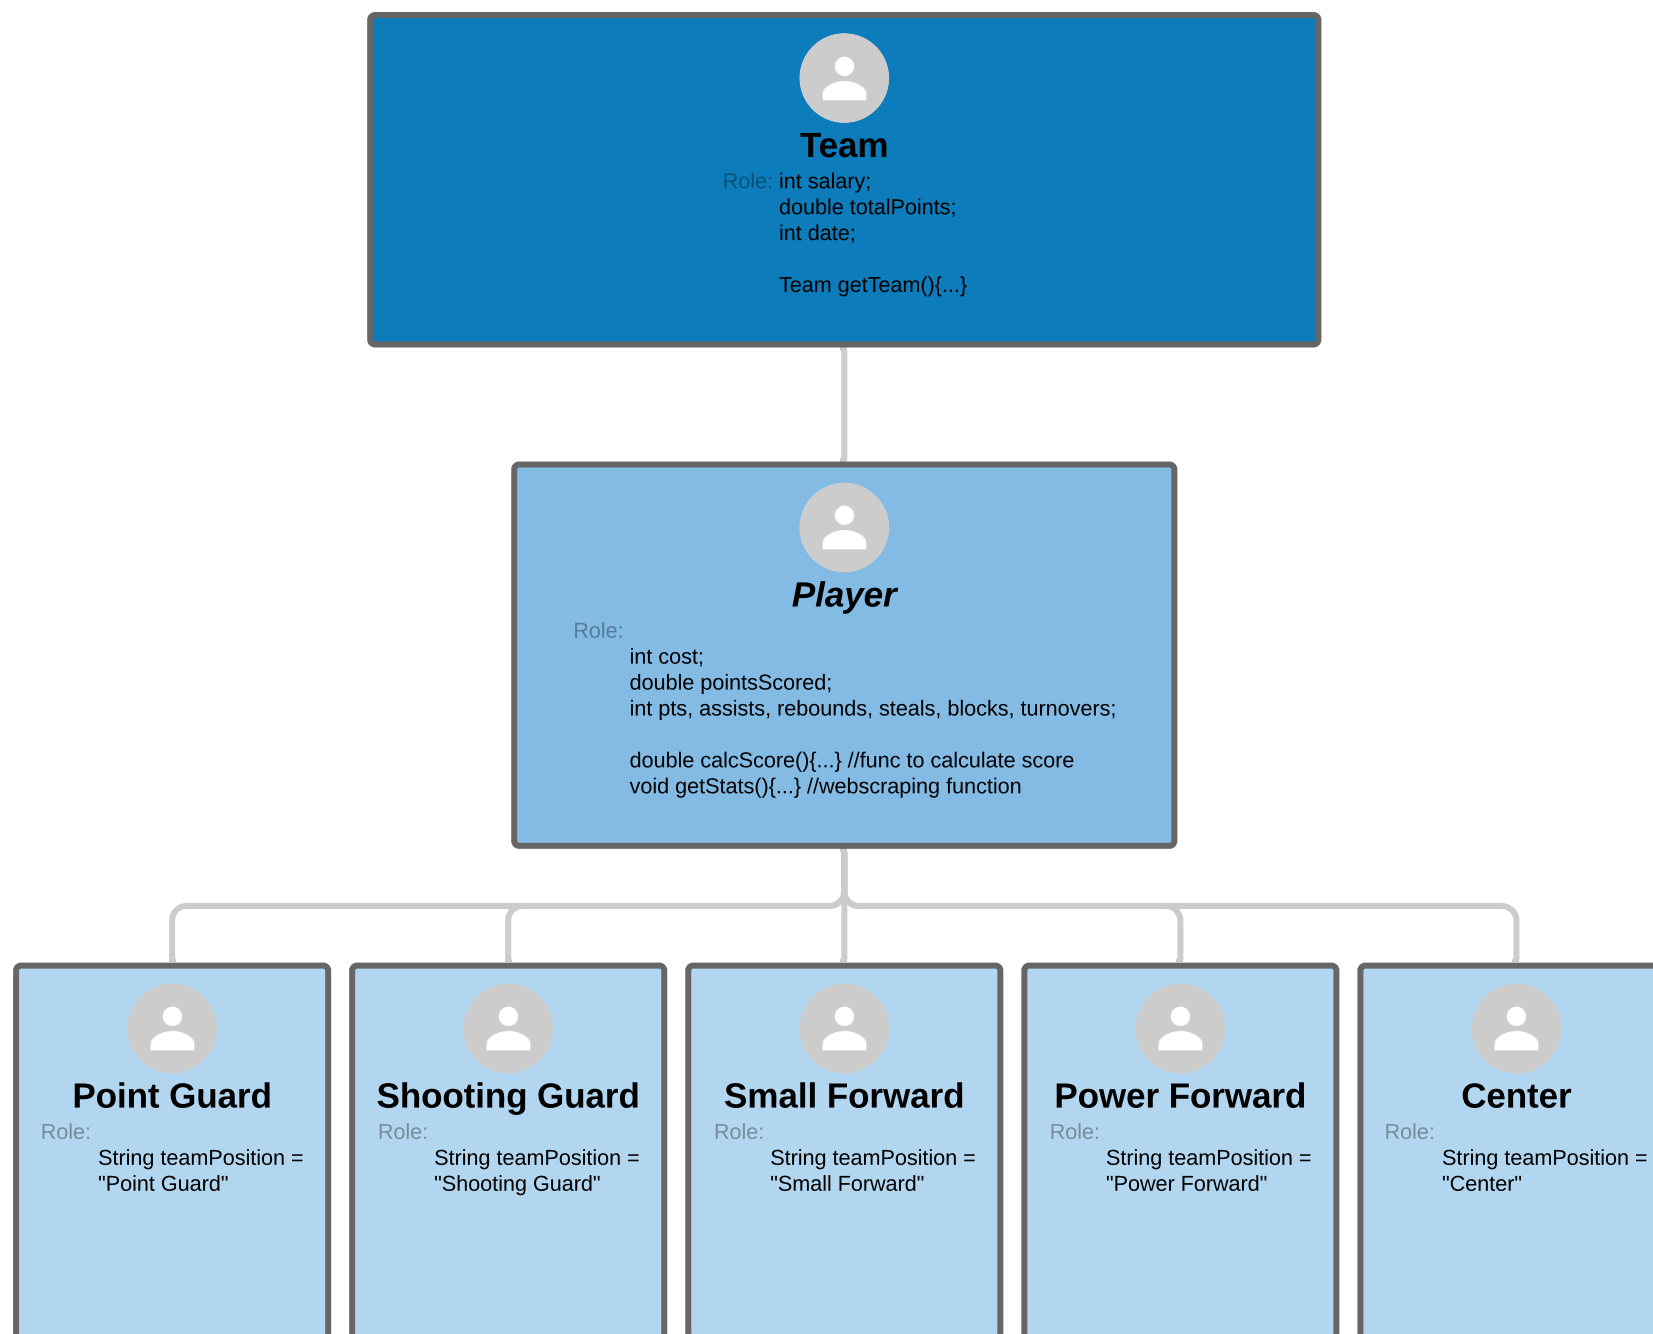 Team
Role: int salary;
double totalPoints;
int date;
Team getTeam(){...}
Player
Role:
int cost;
double pointsScored;
int pts, assists, rebounds, steals, blocks, turnovers;
double calcScore(){...} //func to calculate score
void getStats(){...} //webscraping function
Point Guard
Role:
String teamPosition =
"Point Guard"
Shooting Guard
Role:
String teamPosition =
"Shooting Guard"
Small Forward
Role:
String teamPosition =
"Small Forward"
Power Forward
Role:
String teamPosition =
"Power Forward"
Center
Role:
String teamPosition =
"Center"